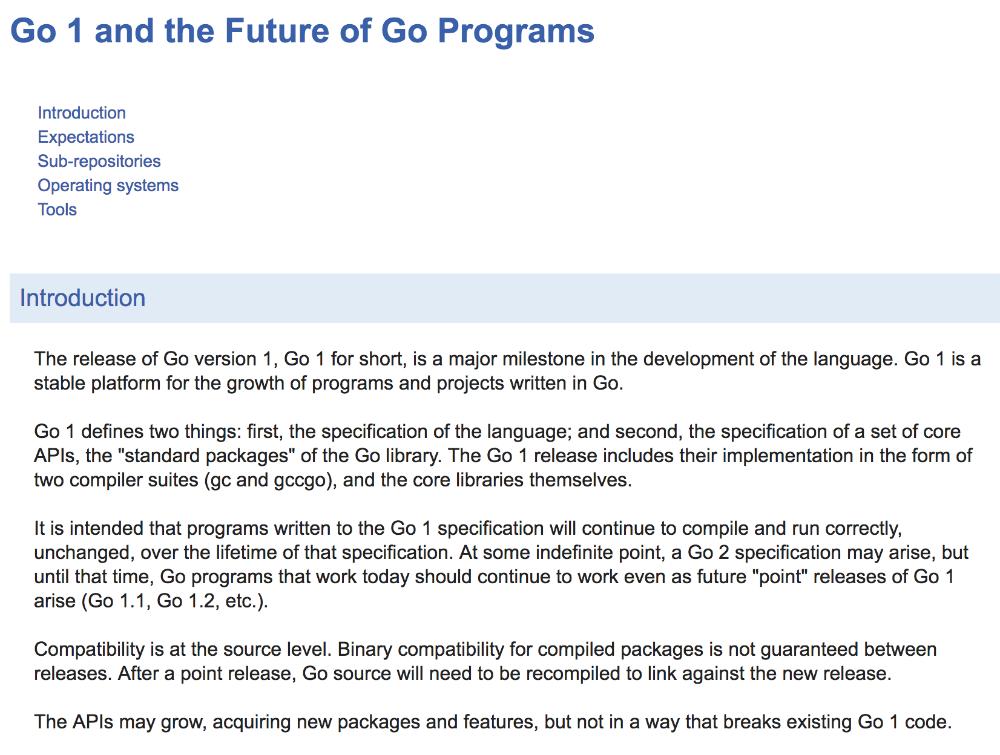 Go 1 and the Future of Go Programs
Introduction
Expectations
Sub-repositories
Operating systems
Tools
Introduction
The release of Go version 1, Go 1 for short, is a major milestone in the development of the language. Go 1 is a
stable platform for the growth of programs and projects written in Go.
Go 1 defines two things: first, the specification of the language; and second, the specification of a set of core
APIs, the "standard packages" of the Go library. The Go 1 release includes their implementation in the form of
two compiler suites (gc and gccgo), and the core libraries themselves.
It is intended that programs written to the Go 1 specification will continue to compile and run correctly,
unchanged, over the lifetime of that specification. At some indefinite point, a Go 2 specification may arise, but
until that time, Go programs that work today should continue to work even as future "point" releases of Go 1
arise (Go 1.1, Go 1.2, etc.).
Compatibility is at the source level. Binary compatibility for compiled packages is not guaranteed between
releases. After a point release, Go source will need to be recompiled to link against the new release.
The APIs may grow, acquiring new packages and features, but not in a way that breaks existing Go 1 code.